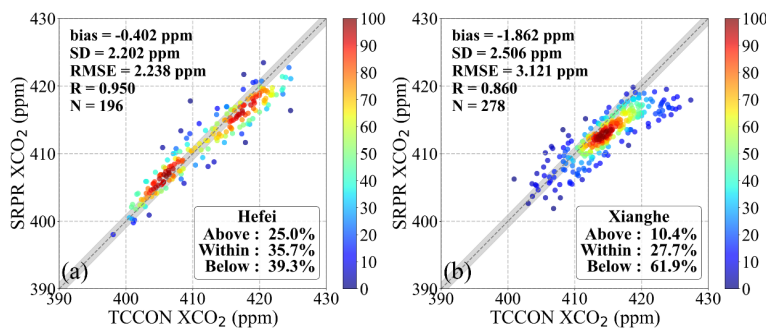 430
420
410
400
390
SRPR XCO₂ (ppm)
bias = -0.402 ppm
SD = 2.202 ppm
RMSE = 2.238 ppm
R = 0.950
N = 196
Hefei
Above : 25.0%
Within : 35.7%
Below : 39.3%
(a)
390 400 410 420 430
TCCON XCO₂ (ppm)
100
90
80
70
60
50
40
30
20
10
0
430
420
410
400
390
SRPR XCO₂ (ppm)
bias = -1.862 ppm
SD = 2.506 ppm
RMSE = 3.121 ppm
R = 0.860
N = 278
Xianghe
Above : 10.4%
Within : 27.7%
Below : 61.9%
(b)
390 400 410 420 430
TCCON XCO₂ (ppm)
100
90
80
70
60
50
40
30
20
10
0